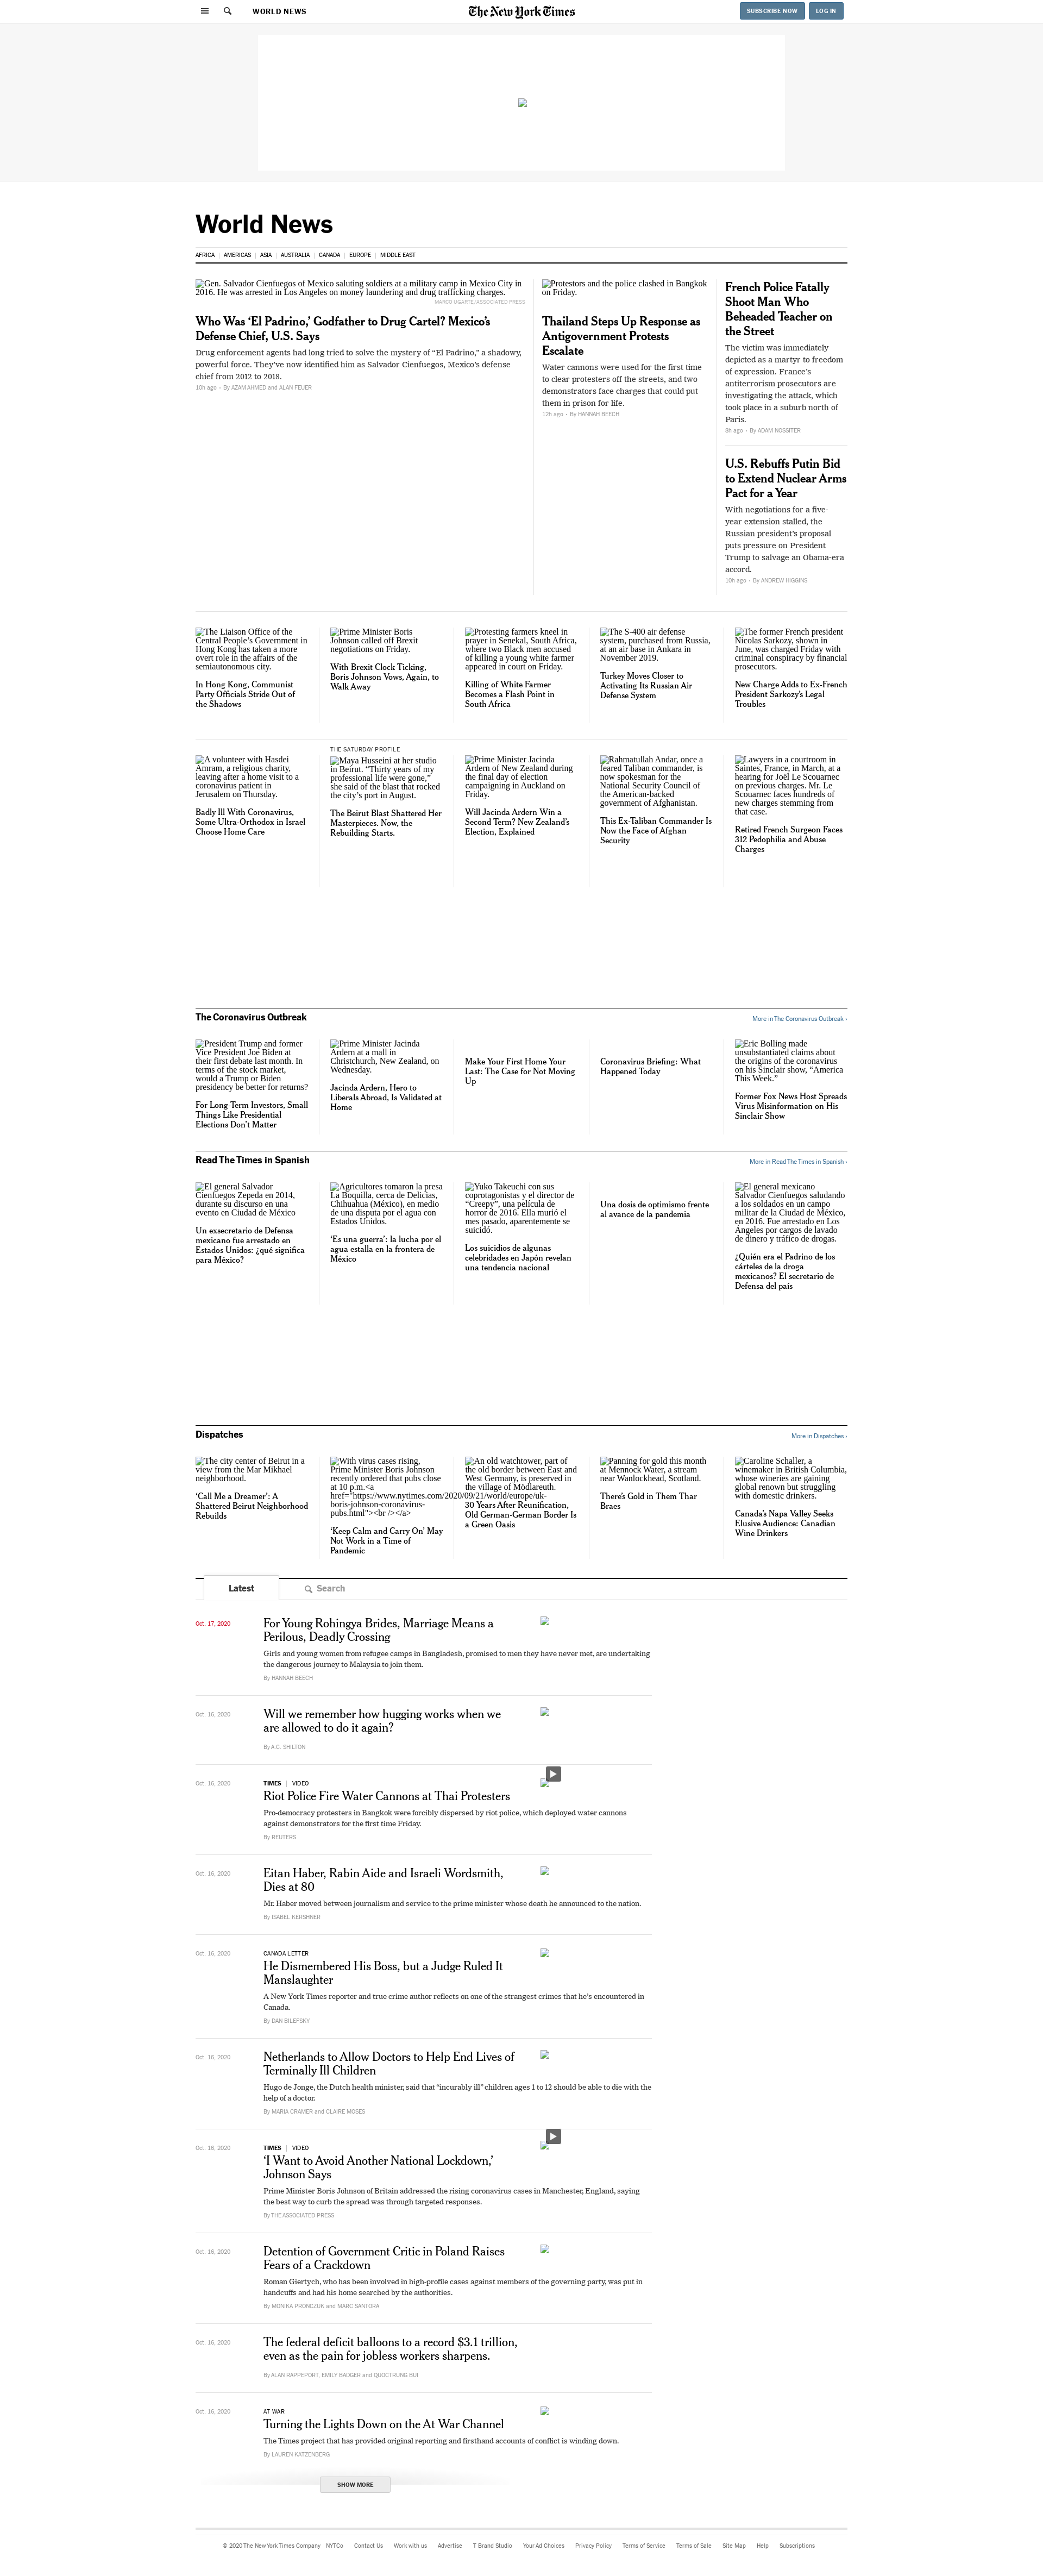 WORLD NEWS
The New York Times
SUBSCRIBE NOW
LOG IN
World News
AFRICA
AMERICAS
ASIA
AUSTRALIA
CANADA
EUROPE
MIDDLE EAST
Gen. Salvador Cienfuegos of Mexico saluting soldiers at a military camp in Mexico City in
2016. He was arrested in Los Angeles on money laundering and drug trafficking charges.
MARCO UGARTE/ASSOCIATED PRESS
Who Was ‘El Padrino,’ Godfather to Drug Cartel? Mexico’s
Defense Chief, U.S. Says
Drug enforcement agents had long tried to solve the mystery of “El Padrino,” a shadowy,
powerful force. They’ve now identified him as Salvador Cienfuegos, Mexico’s defense
chief from 2012 to 2018.
10h ago • By AZAM AHMED and ALAN FEUER
Protestors and the police clashed in Bangkok
on Friday.
Thailand Steps Up Response as
Antigovernment Protests
Escalate
Water cannons were used for the first time
to clear protesters off the streets, and two
demonstrators face charges that could put
them in prison for life.
12h ago • By HANNAH BEECH
French Police Fatally
Shoot Man Who
Beheaded Teacher on
the Street
The victim was immediately
depicted as a martyr to freedom
of expression. France’s
antiterrorism prosecutors are
investigating the attack, which
took place in a suburb north of
Paris.
8h ago • By ADAM NOSSITER
U.S. Rebuffs Putin Bid
to Extend Nuclear Arms
Pact for a Year
With negotiations for a five-
year extension stalled, the
Russian president’s proposal
puts pressure on President
Trump to salvage an Obama-era
accord.
10h ago • By ANDREW HIGGINS
The Liaison Office of the
Central People’s Government in
Hong Kong has taken a more
overt role in the affairs of the
semiautonomous city.
In Hong Kong, Communist
Party Officials Stride Out of
the Shadows
Prime Minister Boris
Johnson called off Brexit
negotiations on Friday.
With Brexit Clock Ticking,
Boris Johnson Vows, Again, to
Walk Away
Protesting farmers kneel in
prayer in Senekal, South Africa,
where two Black men accused
of killing a young white farmer
appeared in court on Friday.
Killing of White Farmer
Becomes a Flash Point in
South Africa
The S-400 air defense
system, purchased from Russia,
at an air base in Ankara in
November 2019.
Turkey Moves Closer to
Activating Its Russian Air
Defense System
The former French president
Nicolas Sarkozy, shown in
June, was charged Friday with
criminal conspiracy by financial
prosecutors.
New Charge Adds to Ex-French
President Sarkozy’s Legal
Troubles
A volunteer with Hasdei
Amram, a religious charity,
leaving after a home visit to a
coronavirus patient in
Jerusalem on Thursday.
Badly Ill With Coronavirus,
Some Ultra-Orthodox in Israel
Choose Home Care
THE SATURDAY PROFILE
Maya Husseini at her studio
in Beirut. “Thirty years of my
professional life were gone,”
she said of the blast that rocked
the city’s port in August.
The Beirut Blast Shattered Her
Masterpieces. Now, the
Rebuilding Starts.
Prime Minister Jacinda
Ardern of New Zealand during
the final day of election
campaigning in Auckland on
Friday.
Will Jacinda Ardern Win a
Second Term? New Zealand’s
Election, Explained
Rahmatullah Andar, once a
feared Taliban commander, is
now spokesman for the
National Security Council of
the American-backed
government of Afghanistan.
This Ex-Taliban Commander Is
Now the Face of Afghan
Security
Lawyers in a courtroom in
Saintes, France, in March, at a
hearing for Joël Le Scouarnec
on previous charges. Mr. Le
Scouarnec faces hundreds of
new charges stemming from
that case.
Retired French Surgeon Faces
312 Pedophilia and Abuse
Charges
The Coronavirus Outbreak
More in The Coronavirus Outbreak ›
President Trump and former
Vice President Joe Biden at
their first debate last month. In
terms of the stock market,
would a Trump or Biden
presidency be better for returns?
For Long-Term Investors, Small
Things Like Presidential
Elections Don’t Matter
Prime Minister Jacinda
Ardern at a mall in
Christchurch, New Zealand, on
Wednesday.
Jacinda Ardern, Hero to
Liberals Abroad, Is Validated at
Home
Make Your First Home Your
Last: The Case for Not Moving
Up
Coronavirus Briefing: What
Happened Today
Eric Bolling made
unsubstantiated claims about
the origins of the coronavirus
on his Sinclair show, “America
This Week.”
Former Fox News Host Spreads
Virus Misinformation on His
Sinclair Show
Read The Times in Spanish
More in Read The Times in Spanish ›
El general Salvador
Cienfuegos Zepeda en 2014,
durante su discurso en una
evento en Ciudad de México
Un exsecretario de Defensa
mexicano fue arrestado en
Estados Unidos: ¿qué significa
para México?
Agricultores tomaron la presa
La Boquilla, cerca de Delicias,
Chihuahua (México), en medio
de una disputa por el agua con
Estados Unidos.
‘Es una guerra’: la lucha por el
agua estalla en la frontera de
México
Yuko Takeuchi con sus
coprotagonistas y el director de
“Creepy”, una película de
horror de 2016. Ella murió el
mes pasado, aparentemente se
suicidó.
Los suicidios de algunas
celebridades en Japón revelan
una tendencia nacional
Una dosis de optimismo frente
al avance de la pandemia
El general mexicano
Salvador Cienfuegos saludando
a los soldados en un campo
militar de la Ciudad de México,
en 2016. Fue arrestado en Los
Ángeles por cargos de lavado
de dinero y tráfico de drogas.
¿Quién era el Padrino de los
cárteles de la droga
mexicanos? El secretario de
Defensa del país
Dispatches
More in Dispatches ›
The city center of Beirut in a
view from the Mar Mikhael
neighborhood.
‘Call Me a Dreamer’: A
Shattered Beirut Neighborhood
Rebuilds
With virus cases rising,
Prime Minister Boris Johnson
recently ordered that pubs close
at 10 p.m.<a
href="https://www.nytimes.com/2020/09/21/world/europe/uk-
boris-johnson-coronavirus-
pubs.html"><br /></a>
‘Keep Calm and Carry On’ May
Not Work in a Time of
Pandemic
An old watchtower, part of
the old border between East and
West Germany, is preserved in
the village of Mödlareuth.
30 Years After Reunification,
Old German-German Border Is
a Green Oasis
Panning for gold this month
at Mennock Water, a stream
near Wanlockhead, Scotland.
There’s Gold in Them Thar
Braes
Caroline Schaller, a
winemaker in British Columbia,
whose wineries are gaining
global renown but struggling
with domestic drinkers.
Canada’s Napa Valley Seeks
Elusive Audience: Canadian
Wine Drinkers
Latest
Search
Oct. 17, 2020
For Young Rohingya Brides, Marriage Means a
Perilous, Deadly Crossing
Girls and young women from refugee camps in Bangladesh, promised to men they have never met, are undertaking
the dangerous journey to Malaysia to join them.
By HANNAH BEECH
Oct. 16, 2020
Will we remember how hugging works when we
are allowed to do it again?
By A.C. SHILTON
Oct. 16, 2020
TIMES | VIDEO
Riot Police Fire Water Cannons at Thai Protesters
Pro-democracy protesters in Bangkok were forcibly dispersed by riot police, which deployed water cannons
against demonstrators for the first time Friday.
By REUTERS
Oct. 16, 2020
Eitan Haber, Rabin Aide and Israeli Wordsmith,
Dies at 80
Mr. Haber moved between journalism and service to the prime minister whose death he announced to the nation.
By ISABEL KERSHNER
Oct. 16, 2020
CANADA LETTER
He Dismembered His Boss, but a Judge Ruled It
Manslaughter
A New York Times reporter and true crime author reflects on one of the strangest crimes that he’s encountered in
Canada.
By DAN BILEFSKY
Oct. 16, 2020
Netherlands to Allow Doctors to Help End Lives of
Terminally Ill Children
Hugo de Jonge, the Dutch health minister, said that “incurably ill” children ages 1 to 12 should be able to die with the
help of a doctor.
By MARIA CRAMER and CLAIRE MOSES
Oct. 16, 2020
TIMES | VIDEO
‘I Want to Avoid Another National Lockdown,’
Johnson Says
Prime Minister Boris Johnson of Britain addressed the rising coronavirus cases in Manchester, England, saying
the best way to curb the spread was through targeted responses.
By THE ASSOCIATED PRESS
Oct. 16, 2020
Detention of Government Critic in Poland Raises
Fears of a Crackdown
Roman Giertych, who has been involved in high-profile cases against members of the governing party, was put in
handcuffs and had his home searched by the authorities.
By MONIKA PRONCZUK and MARC SANTORA
Oct. 16, 2020
The federal deficit balloons to a record $3.1 trillion,
even as the pain for jobless workers sharpens.
By ALAN RAPPEPORT, EMILY BADGER and QUOCTRUNG BUI
Oct. 16, 2020
AT WAR
Turning the Lights Down on the At War Channel
The Times project that has provided original reporting and firsthand accounts of conflict is winding down.
By LAUREN KATZENBERG
SHOW MORE
© 2020 The New York Times Company NYTCo Contact Us Work with us Advertise T Brand Studio Your Ad Choices Privacy Policy Terms of Service Terms of Sale Site Map Help Subscriptions